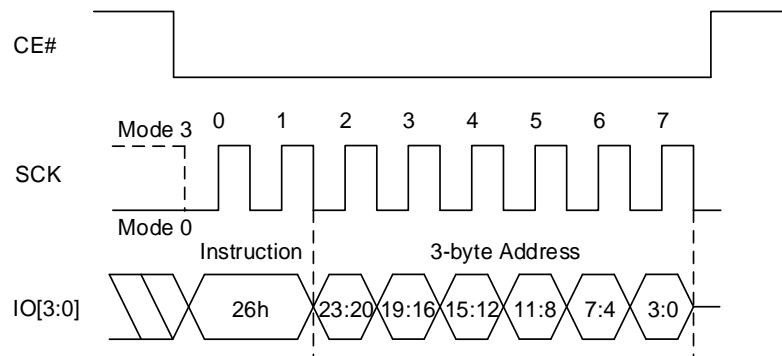 CE#
Mode 3
0 1 2 3 4 5 6 7
SCK
Mode 0
Instruction 3-byte Address
IO[3:0] 26h 23:20 19:16 15:12 11:8 7:4 3:0